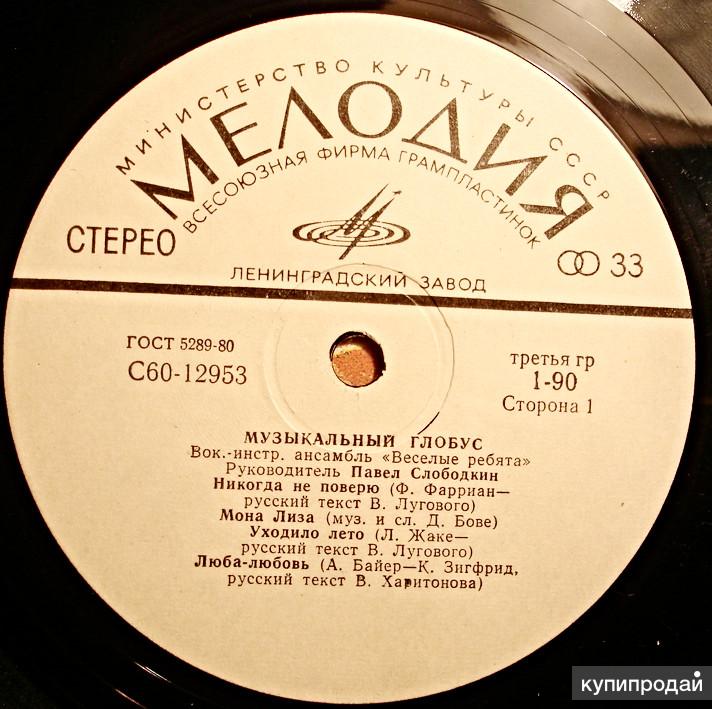 МИНИСТЕРСТВО КУЛЬТУРЫ СССР
МЕЛОДИЯ
ВСЕСОЮЗНАЯ ФИРМА ГРАМПЛАСТИНОК
СТЕРЕО
33
ЛЕНИНГРАДСКИЙ ЗАВОД
ГОСТ 5289-80
С60-12953
третья гр
1-90
Сторона 1
МУЗЫКАЛЬНЫЙ ГЛОБУС
Вок.-инстр. ансамбль «Веселые ребята»
Руководитель Павел Слободкин
Никогда не поверю (Ф. Фарриан—
русский текст В. Лугового)
Мона Лиза (муз. и сл. Д. Бове)
Уходило лето (Л. Жаке—
русский текст В. Лугового)
Люба-любовь (А. Байер—К. Зигфрид,
русский текст В. Харитонова)
купипродай